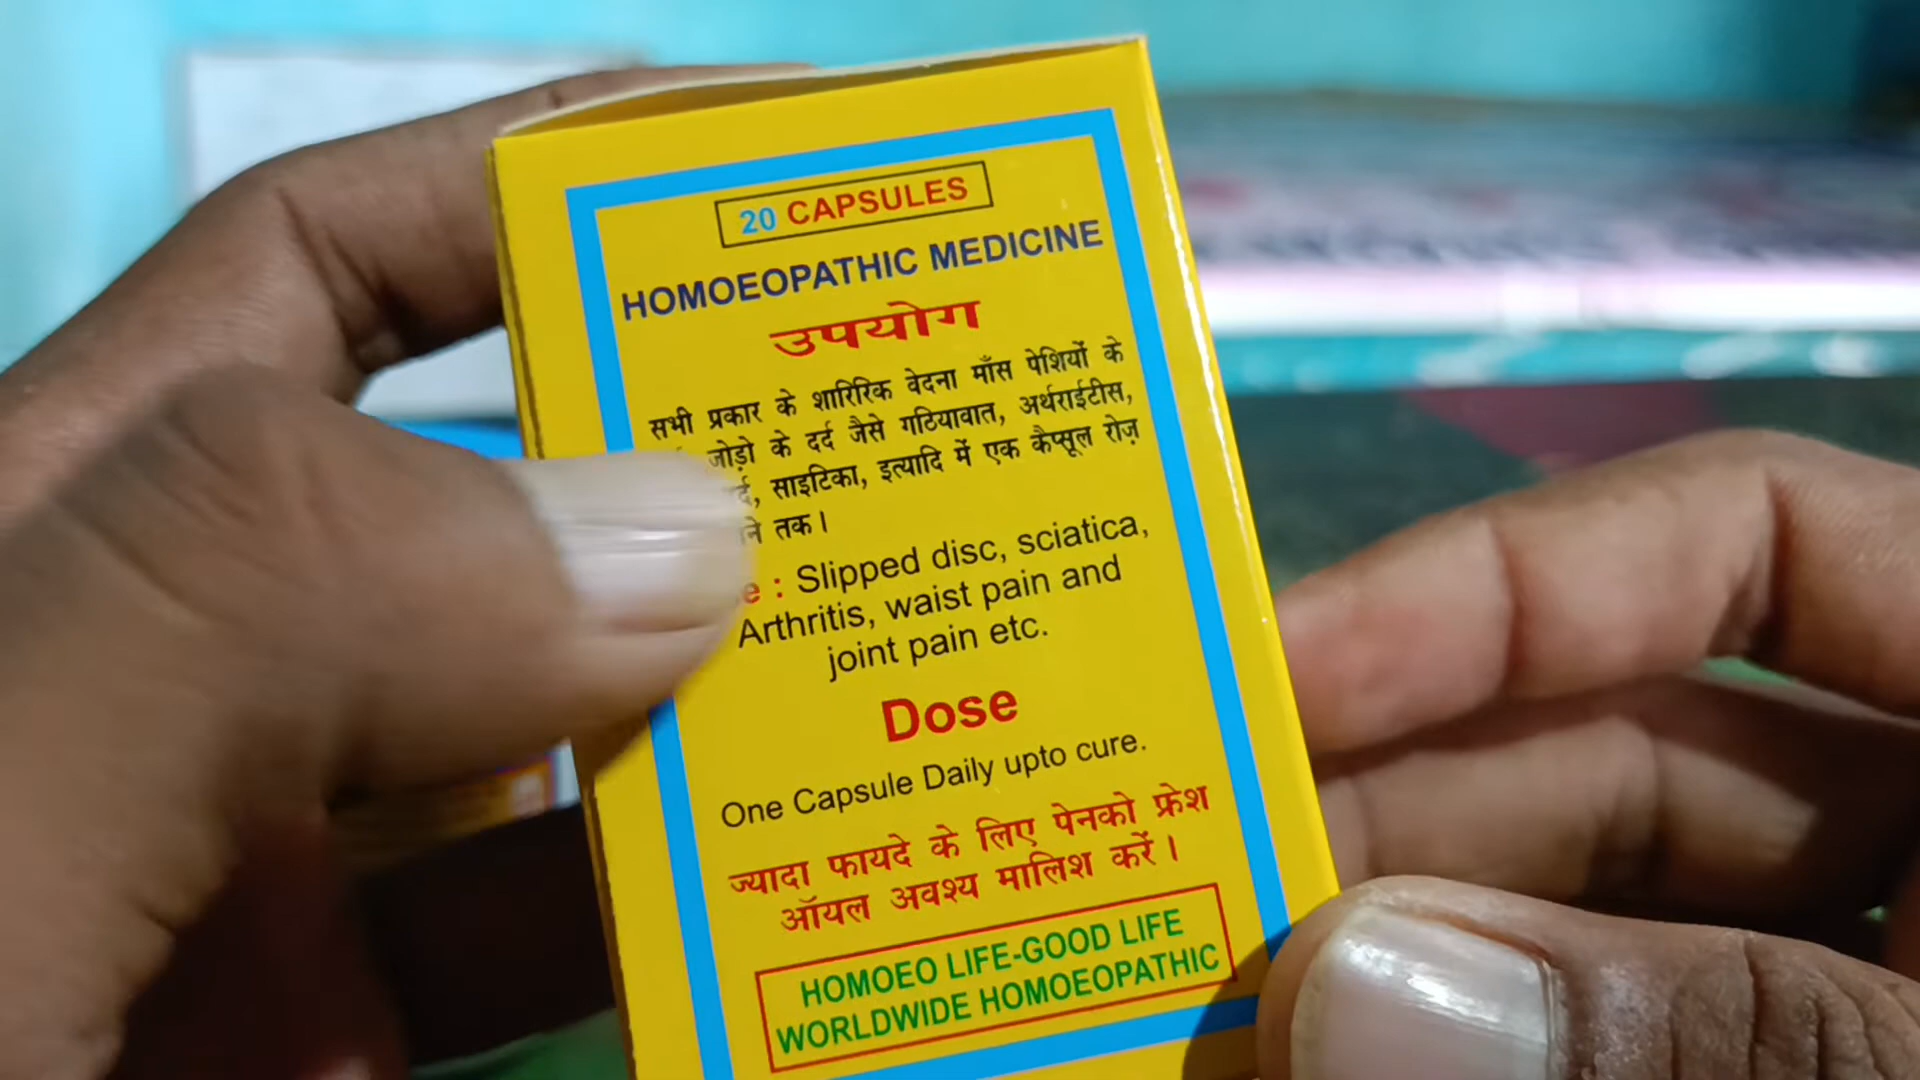 20 CAPSULES
HOMOEOPATHIC MEDICINE
उपयोग
सभी प्रकार के शारिरिक वेदना माँस पेशियों के
जोड़ो के दर्द जैसे गठियावात, अर्थराईटीस,
साइटिका, इत्यादि में एक कैप्सूल रोज़
तक।
: Slipped disc, sciatica,
Arthritis, waist pain and
joint pain etc.
Dose
One Capsule Daily upto cure.
ज्यादा फायदे के लिए पेनको फ्रेश
ऑयल अवश्य मालिश करें।
HOMOEO LIFE-GOOD LIFE
WORLDWIDE HOMOEOPATHIC